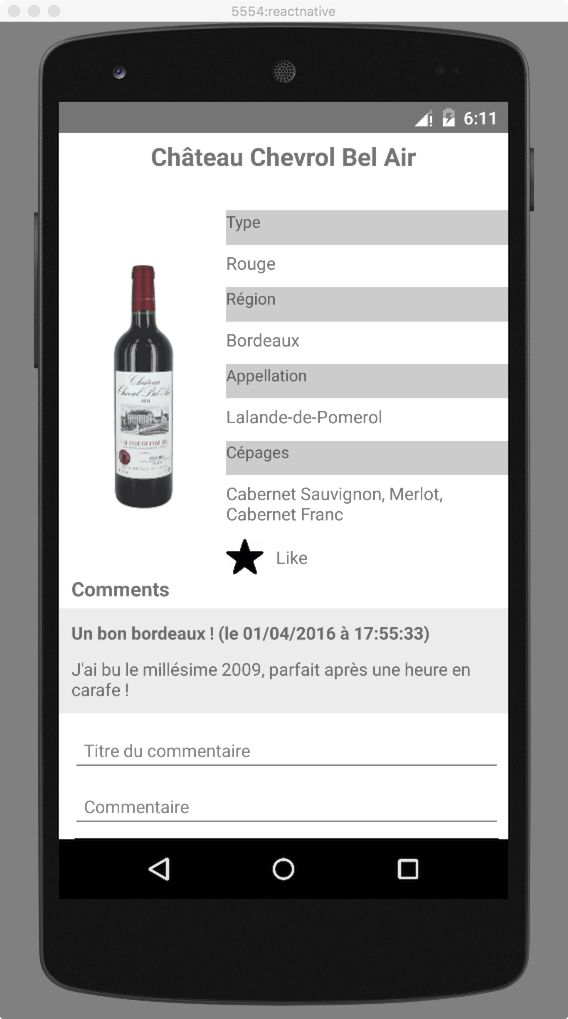 5554:reactnative
6:11
Château Chevrol Bel Air
Type
Rouge
Région
Bordeaux
Appellation
Lalande-de-Pomerol
Cépages
Cabernet Sauvignon, Merlot,
Cabernet Franc
Château
Chevrol Bel Air
Like
Comments
Un bon bordeaux ! (le 01/04/2016 à 17:55:33)
J'ai bu le millésime 2009, parfait après une heure en
carafe !
Titre du commentaire
Commentaire